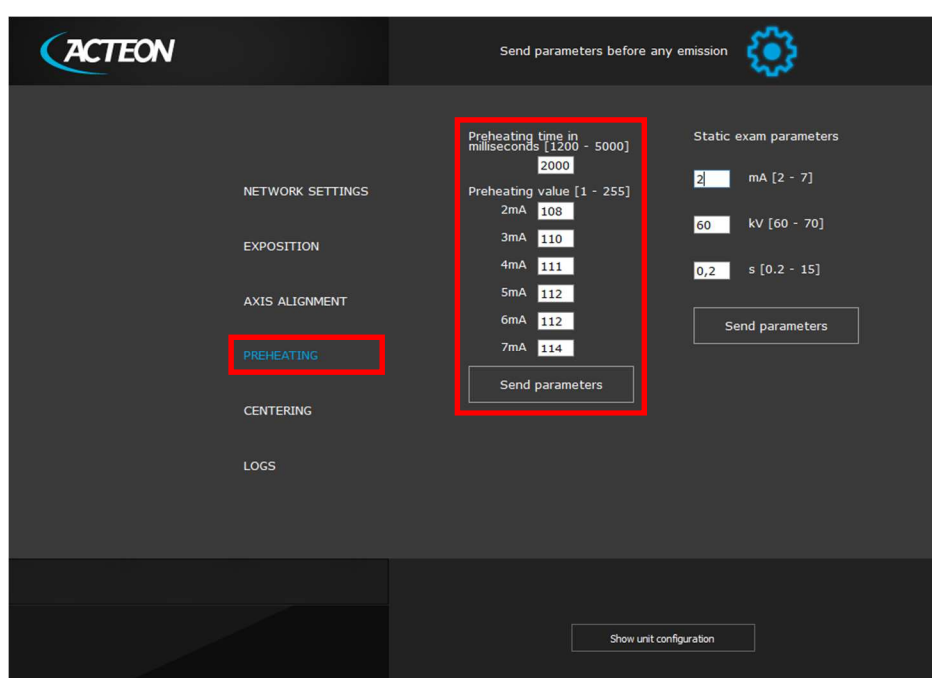 ACTEON
Send parameters before any emission
NETWORK SETTINGS
EXPOSITION
AXIS ALIGNMENT
PREHEATING
CENTERING
LOGS
Preheating time in
milliseconds [1200 - 5000]
2000
Preheating value [1 - 255]
2mA 108
3mA 110
4mA 111
5mA 112
6mA 112
7mA 114
Send parameters
Static exam parameters
2 mA [2 - 7]
60 kV [60 - 70]
0,2 s [0.2 - 15]
Send parameters
Show unit configuration